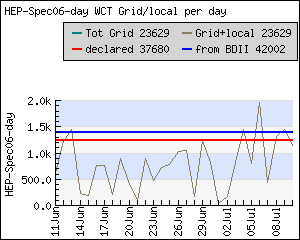 HEP-Spec06-day WCT Grid/local per day
Tot Grid 23629
Grid+local 23629
declared 37680
from BDII 42002
HEP-Spec06-day
2.0k
1.5k
1.0k
500.0
0.0
11Jun
14Jun
17Jun
20Jun
23Jun
26Jun
29Jun
02Jul
05Jul
08Jul